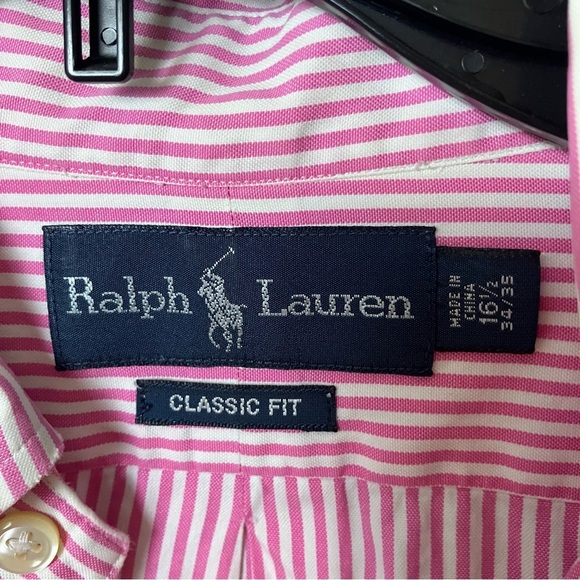 Ralph Lauren
MADE IN
CHINA
16½
34/35
CLASSIC FIT